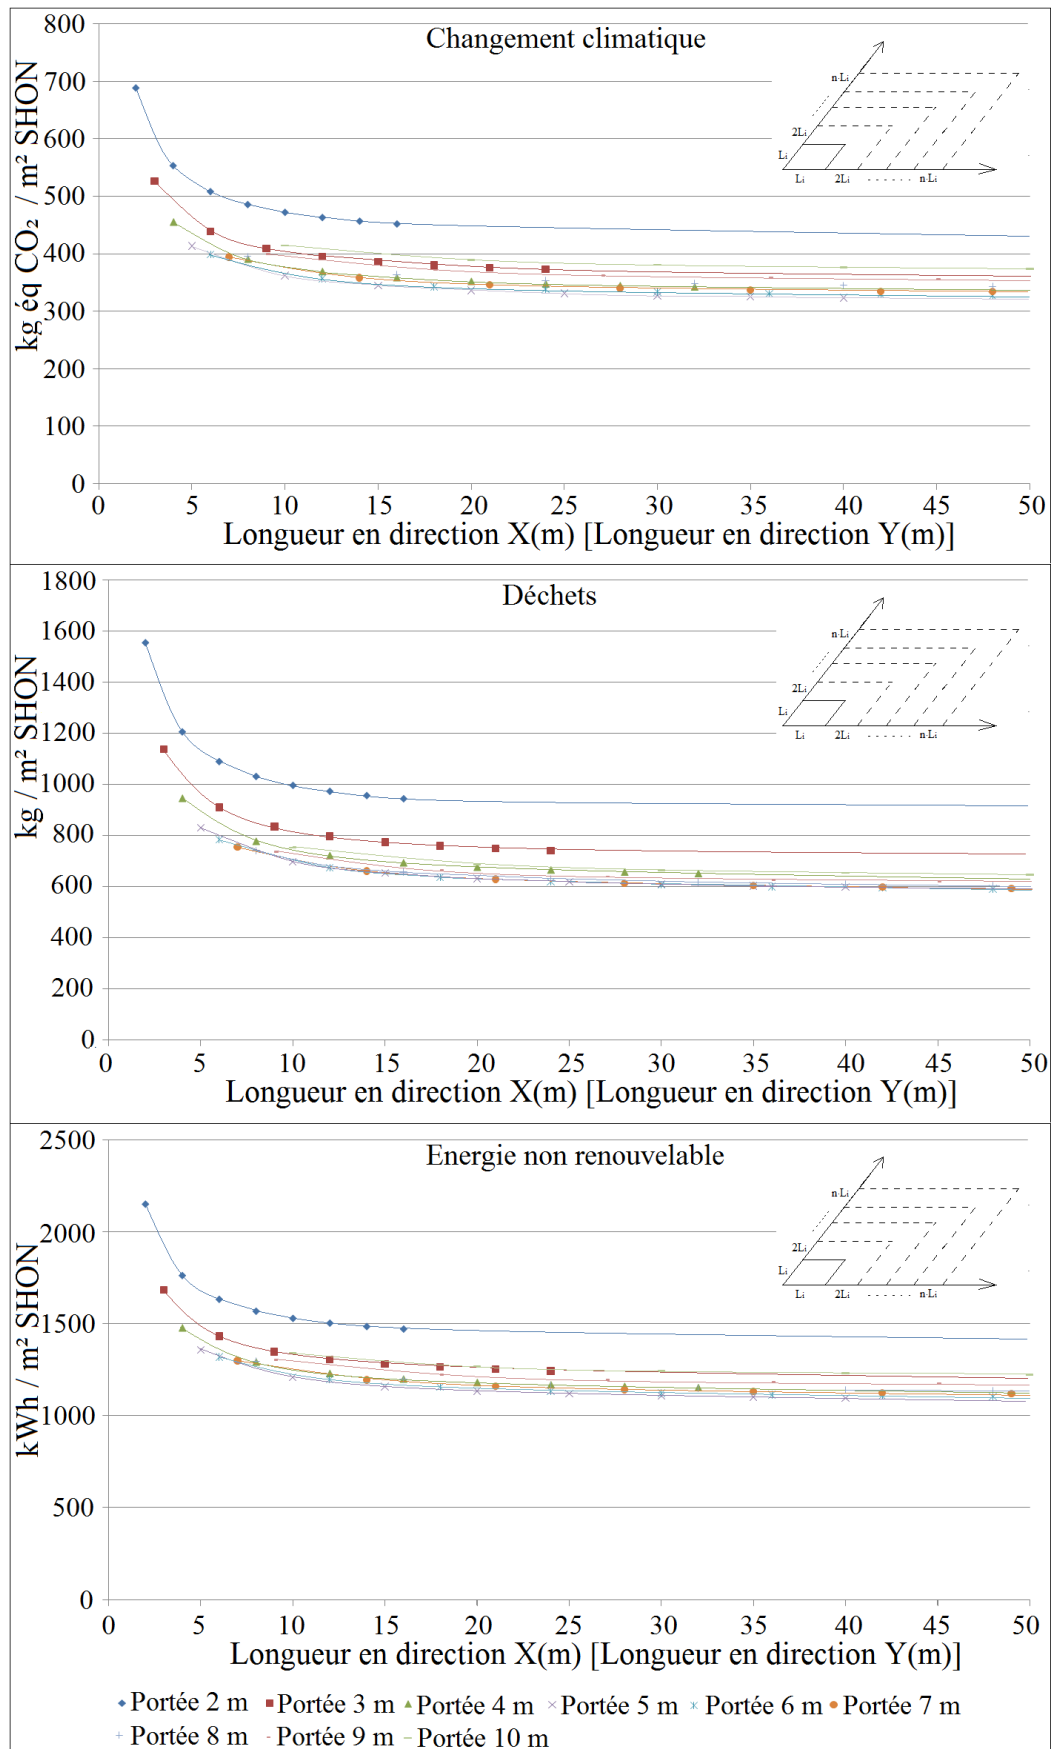 Changement climatique
kg éq CO₂ / m² SHON
800
700
600
500
400
300
200
100
0
n·Li
2Li
Li
Li 2Li ...... n·Li
0 5 10 15 20 25 30 35 40 45 50
Longueur en direction X(m) [Longueur en direction Y(m)]
Déchets
kg / m² SHON
1800
1600
1400
1200
1000
800
600
400
200
0
n·Li
2Li
Li
Li 2Li ...... n·Li
0 5 10 15 20 25 30 35 40 45 50
Longueur en direction X(m) [Longueur en direction Y(m)]
Energie non renouvelable
kWh / m² SHON
2500
2000
1500
1000
500
0
n·Li
2Li
Li
Li 2Li ...... n·Li
0 5 10 15 20 25 30 35 40 45 50
Longueur en direction X(m) [Longueur en direction Y(m)]
Portée 2 m Portée 3 m Portée 4 m Portée 5 m Portée 6 m Portée 7 m
Portée 8 m Portée 9 m Portée 10 m